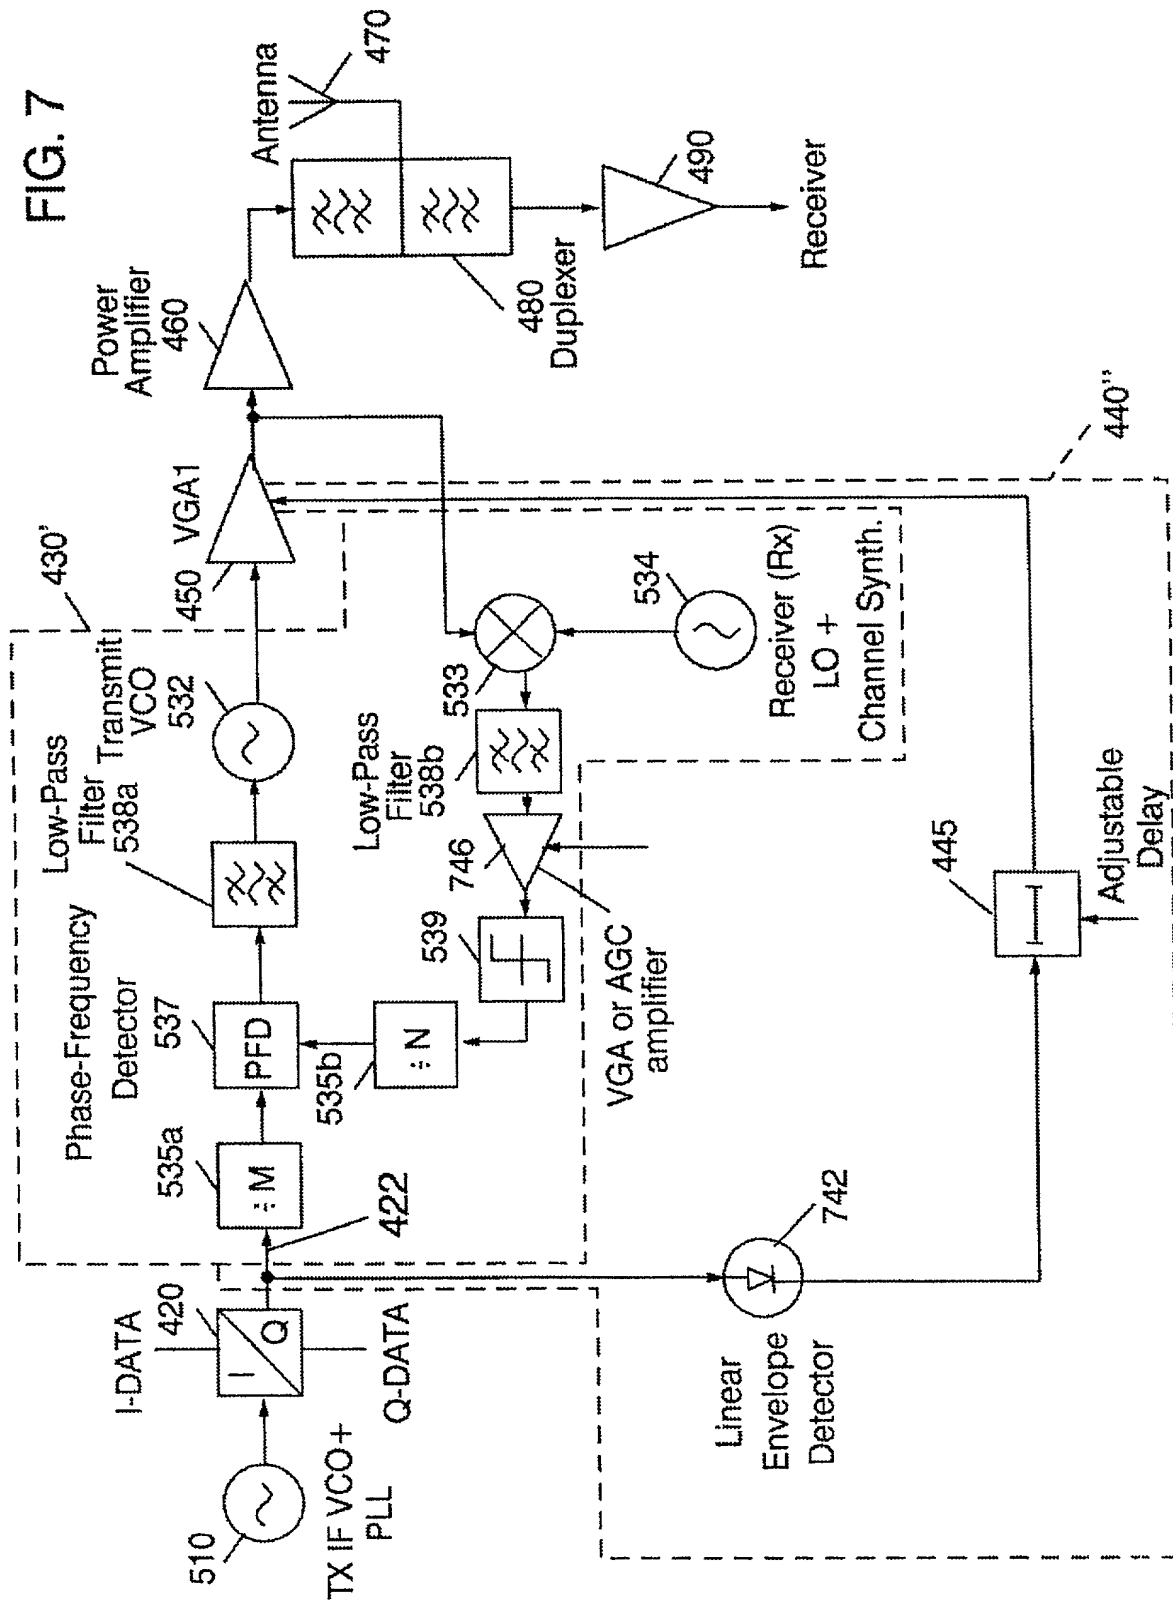 FIG. 7
Antenna
470
Power
Amplifier
460
480
Duplexer
490
Receiver
430'
VGA1
450
440"
Transmit
VCO
532
Low-Pass
Filter
538a
Phase-Frequency
Detector
537
PFD
535a
÷M
422
533
534
Receiver (Rx)
LO +
Channel Synth.
Low-Pass
Filter
538b
746
539
VGA or AGC
amplifier
÷N
535b
445
Adjustable
Delay
I-DATA
420
I
Q
Q-DATA
510
TX IF VCO+
PLL
742
Linear
Envelope
Detector